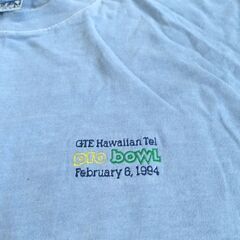 GTE Hawaiian Tel
pro bowl
February 6, 1994